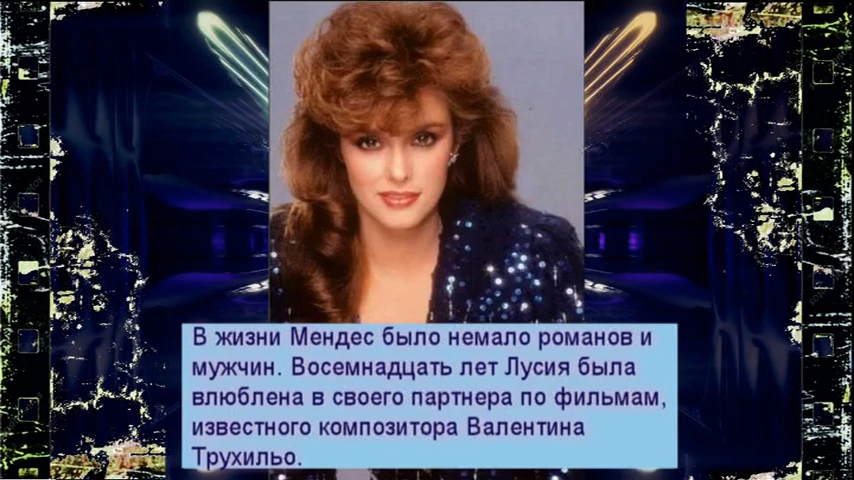 В жизни Мендес было немало романов и
мужчин. Восемнадцать лет Лусия была
влюблена в своего партнера по фильмам,
известного композитора Валентина
Трухильо.